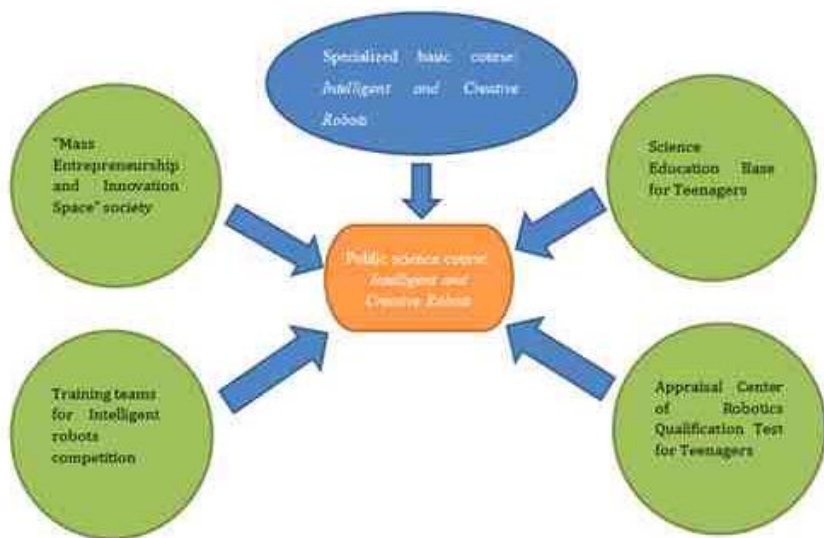 Specialized basic course:
Intelligent and Creative
Robots
"Mass
Entrepreneurship
and Innovation
Space" society
Science
Education Base
for Teenagers
Public science course:
Intelligent and
Creative Robots
Training teams
for Intelligent
robots
competition
Appraisal Center
of Robotics
Qualification Test
for Teenagers